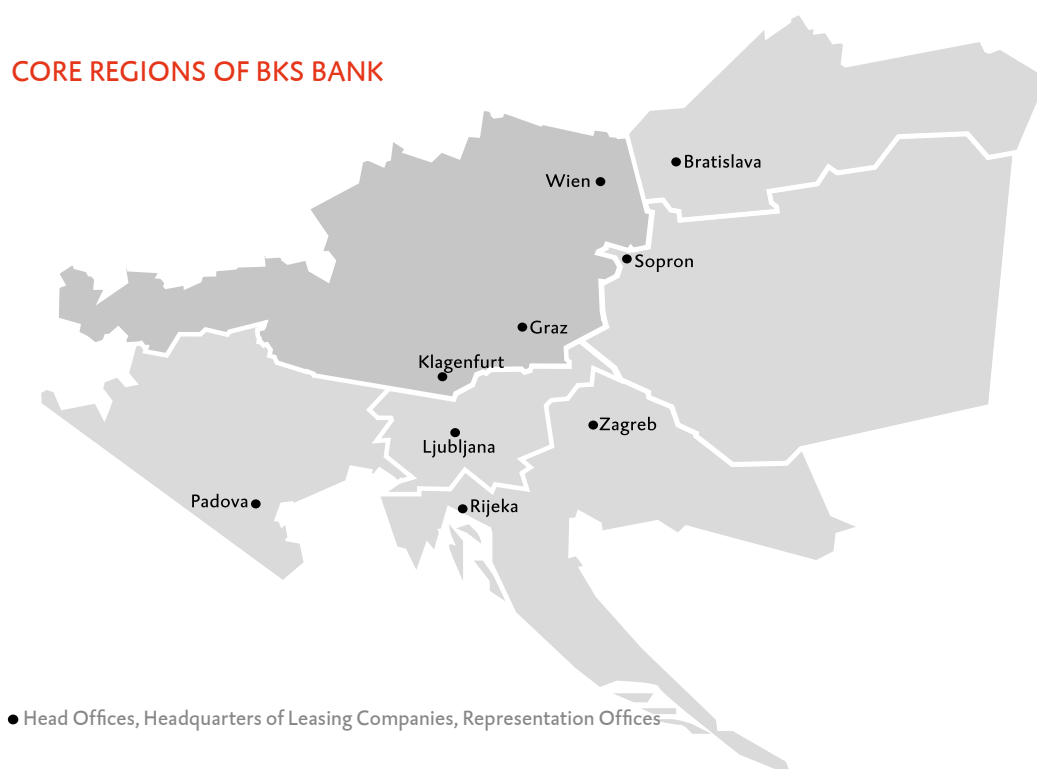 CORE REGIONS OF BKS BANK
Bratislava
Wien
Sopron
Graz
Klagenfurt
Zagreb
Ljubljana
Padova
Rijeka
Head Offices, Headquarters of Leasing Companies, Representation Offices